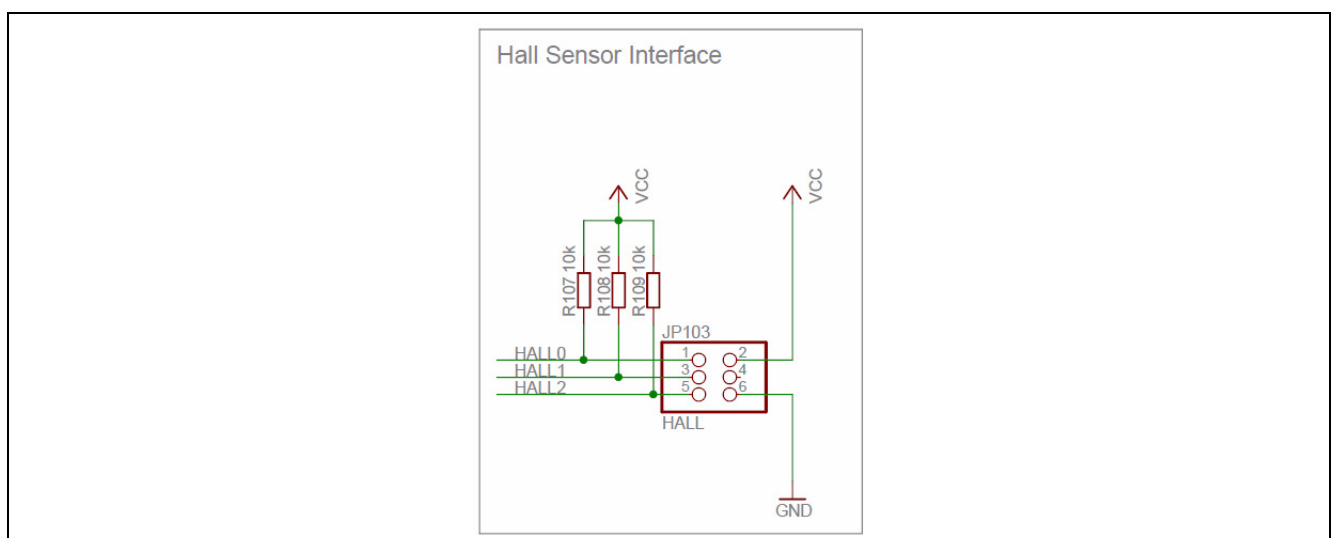 Hall Sensor Interface
VCC
VCC
R107 10k
R108 10k
R109 10k
JP103
HALL0
1
2
HALL1
3
4
HALL2
5
6
HALL
GND